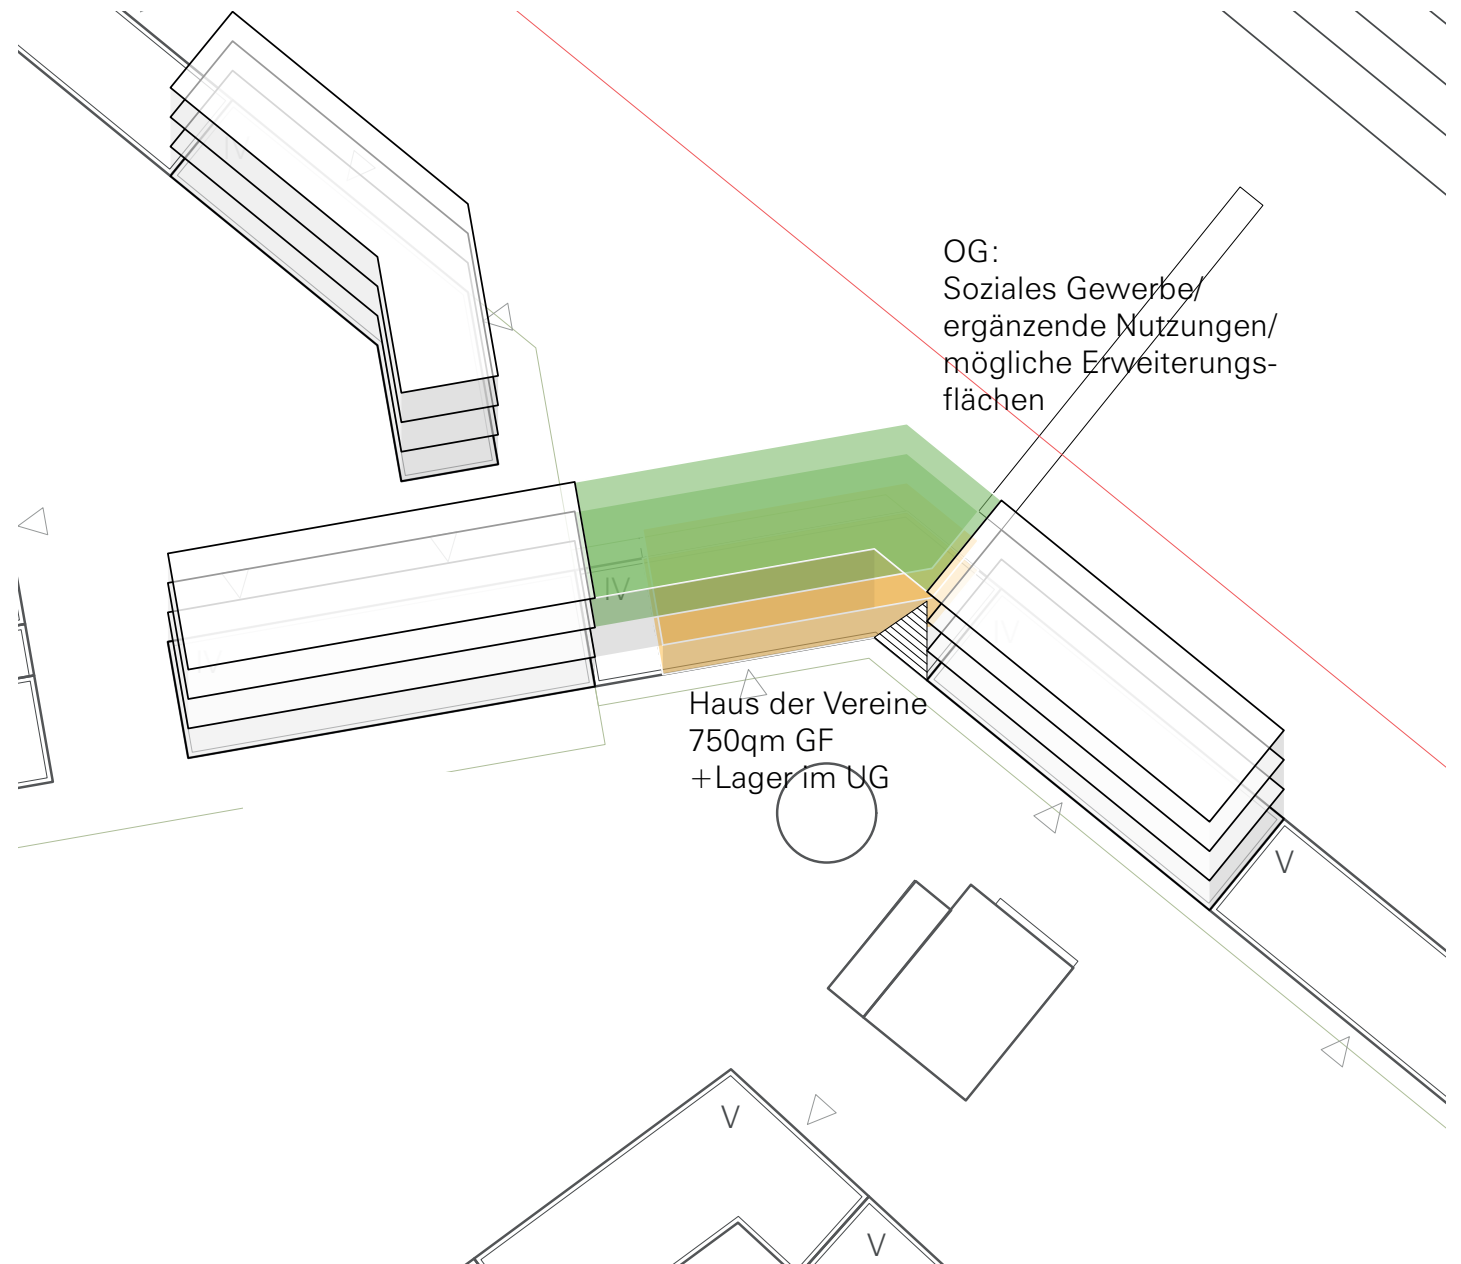 IV
OG:
Soziales Gewerbe/
ergänzende Nutzungen/
mögliche Erweiterungs-
flächen
IV
IV
IV
Haus der Vereine
750qm GF
+Lager im UG
V
V
V